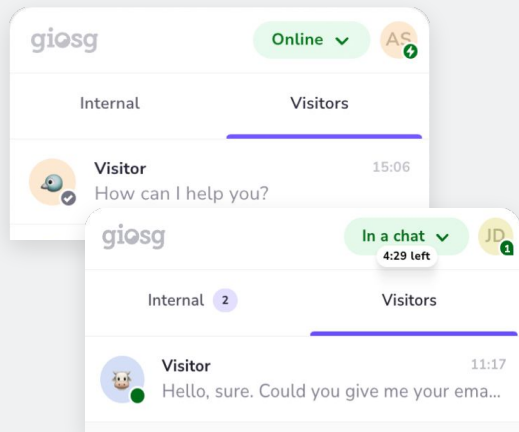 giosg
Online
AS
Internal
Visitors
Visitor
15:06
How can I help you?
giosg
In a chat
JD
1
4:29 left
Internal 2
Visitors
Visitor
11:17
Hello, sure. Could you give me your ema...